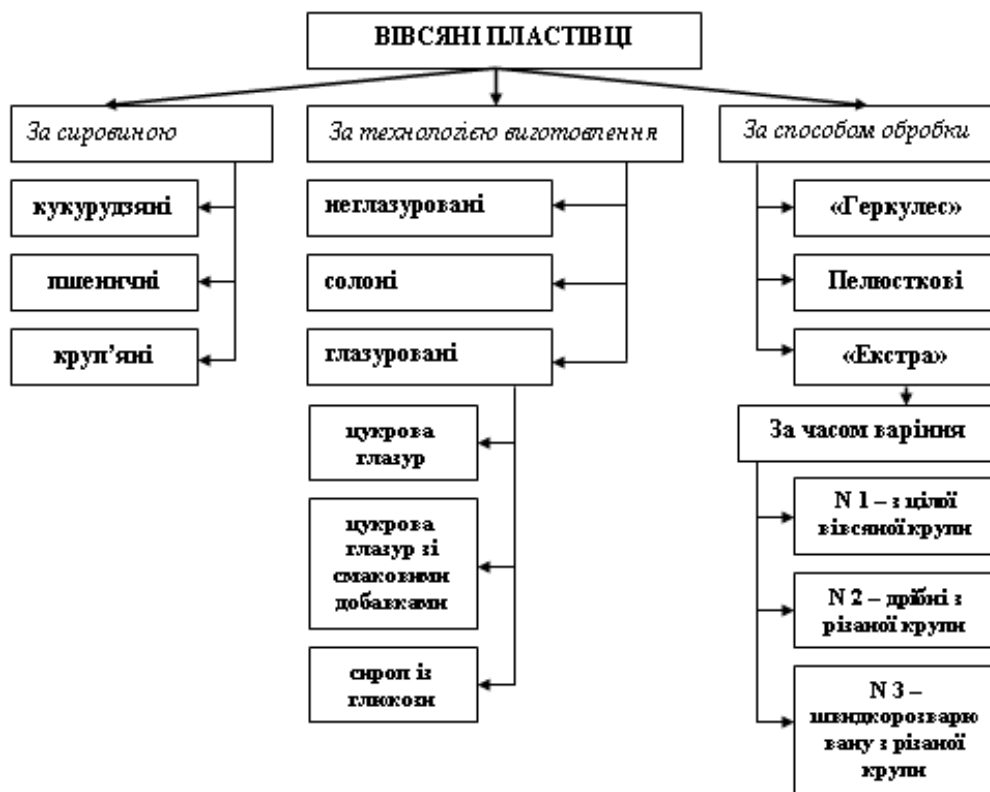 ВІВСЯНІ ПЛАСТІВЦІ
За сировиною
кукурудзяні
пшеничні
круп’яні
За технологією виготовлення
неглазуровані
солоні
глазуровані
цукрова
глазур
цукрова
глазур зі
смаковими
добавками
сироп із
глюкози
За способом обробки
«Геркулес»
Пелюсткові
«Екстра»
За часом варіння
N 1 – з цілої
вівсяної крупи
N 2 – дрібні з
різаної крупи
N 3 –
швидкорозварю
вану з різаної
крупи